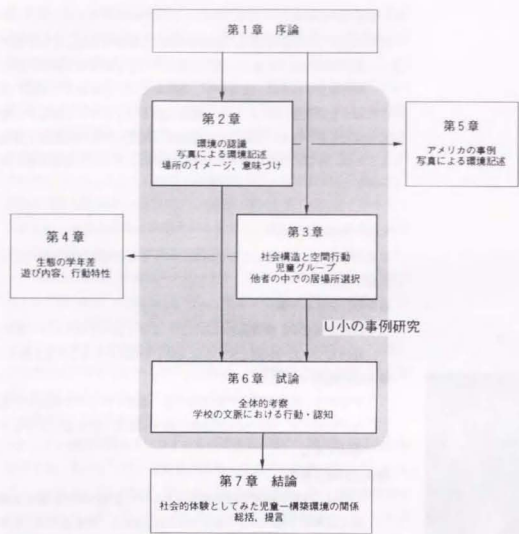 第1章 序論
第2章
環境の認識
写真による環境記述
場所のイメージ、意味づけ
第5章
アメリカの事例
写真による環境記述
第3章
社会構造と空間行動
児童グループ
他者の中での居場所選択
第4章
生態の学年差
遊び内容、行動特性
U小の事例研究
第6章 試論
全体的考察
学校の文脈における行動・認知
第7章 結論
社会的体験としてみた児童ー構築環境の関係
総括、提言